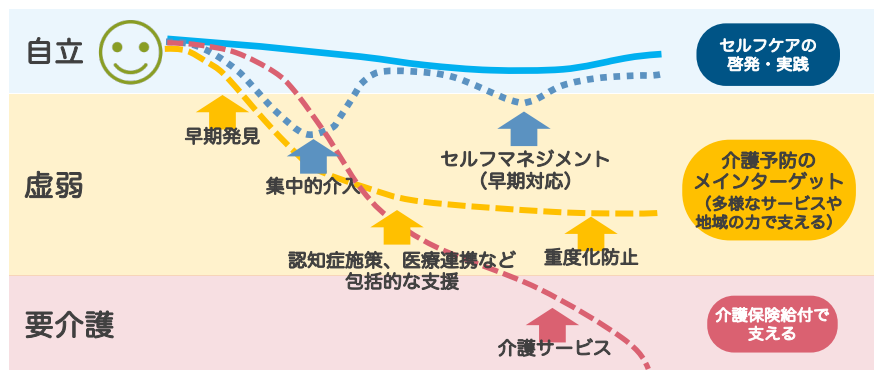 自立
セルフケアの
啓発・実践
早期発見
集中的介入
セルフマネジメント
（早期対応）
虚弱
介護予防の
メインターゲット
（多様なサービスや
地域の力で支える）
認知症施策、医療連携など
包括的な支援
重度化防止
要介護
介護サービス
介護保険給付で
支える